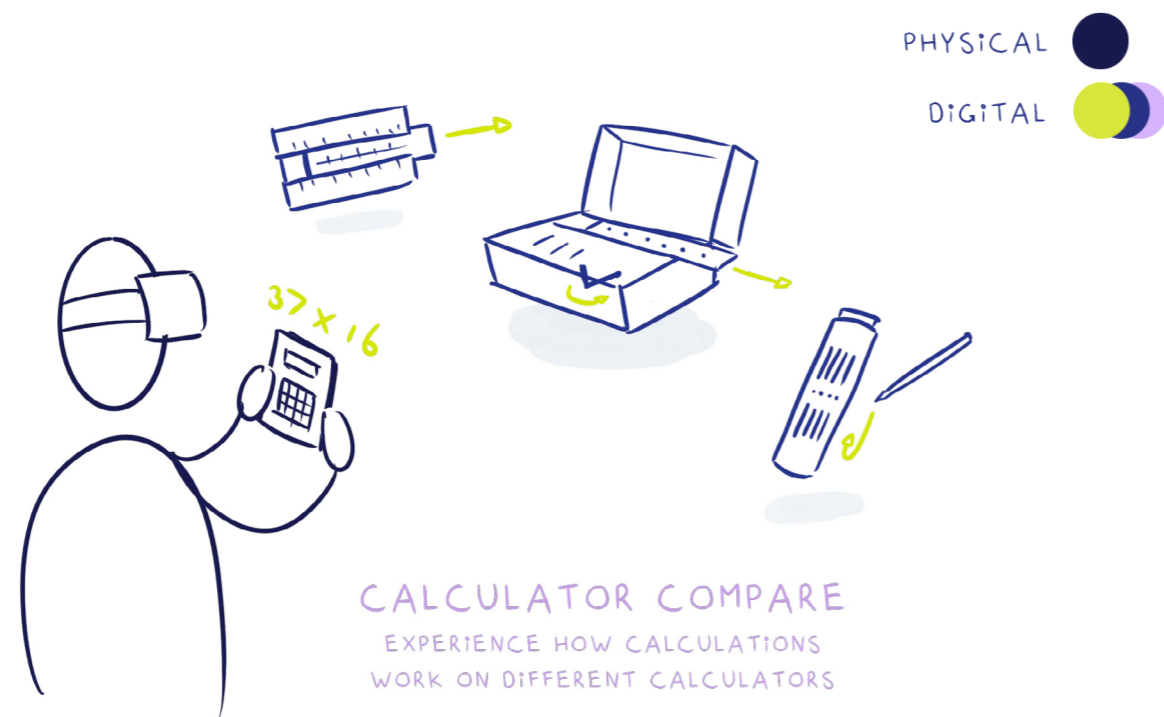 PHYSiCAL
DiGiTAL
37 x 16
CALCULATOR COMPARE
EXPERiENCE HOW CALCULATiONS
WORK ON DiFFERENT CALCULATORS